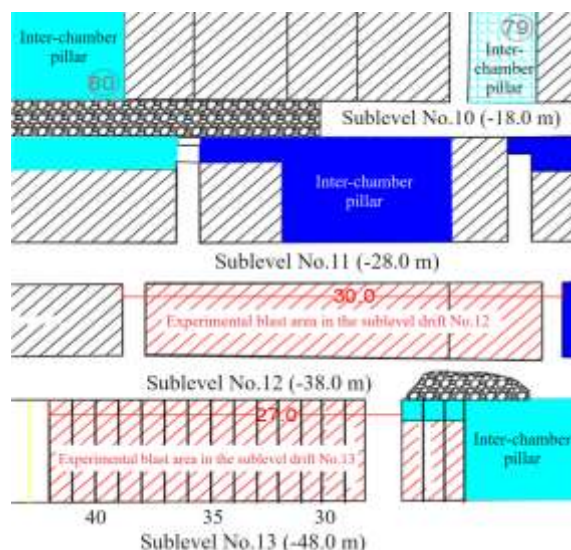 Inter-chamber
pillar
80
79
Inter-
chamber
pillar
Sublevel No.10 (-18.0 m)
Inter-chamber
pillar
Sublevel No.11 (-28.0 m)
30.0
Experimental blast area in the sublevel drift No.12
Sublevel No.12 (-38.0 m)
27.0
Experimental blast area in the sublevel drift No.13
Inter-chamber
pillar
40 35 30
Sublevel No.13 (-48.0 m)